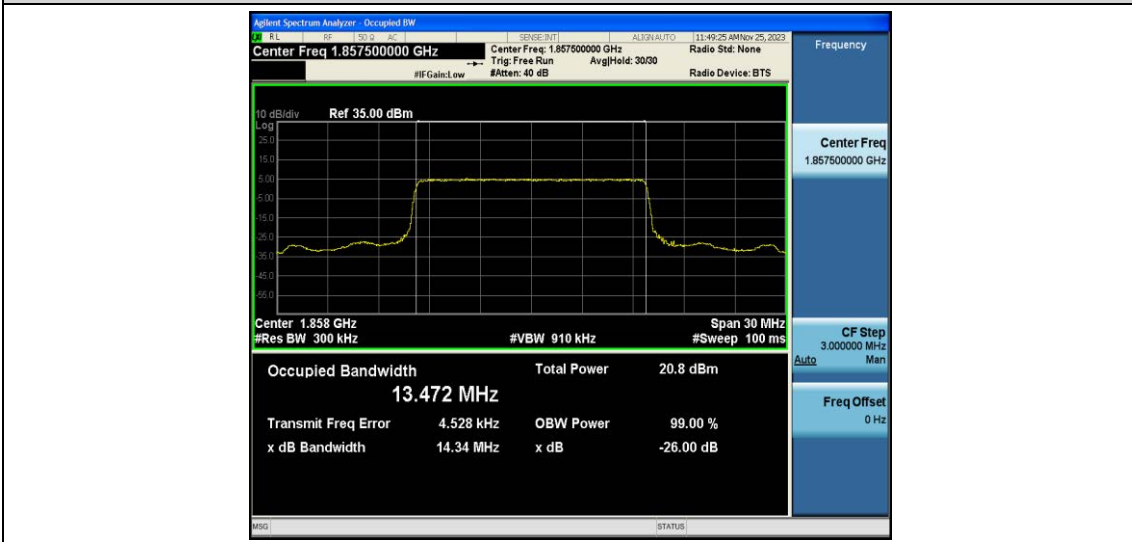 Agilent Spectrum Analyzer - Occupied BW
LXI RL RF 50 Ω AC SENSE:INT ALIGNAUTO 11:49:25 AMNov 25, 2023
Center Freq 1.857500000 GHz
Center Freq: 1.857500000 GHz
Radio Std: None
Trig: Free Run Avg|Hold: 30/30
#IFGain:Low #Atten: 40 dB Radio Device: BTS
Frequency
10 dB/div Ref 35.00 dBm
Log
25.0
15.0
5.00
-5.00
-15.0
-25.0
-35.0
-45.0
-55.0
Center 1.858 GHz Span 30 MHz
#Res BW 300 kHz #VBW 910 kHz #Sweep 100 ms
Occupied Bandwidth Total Power 20.8 dBm
13.472 MHz
Transmit Freq Error 4.528 kHz OBW Power 99.00 %
x dB Bandwidth 14.34 MHz x dB -26.00 dB
Center Freq
1.857500000 GHz
CF Step
3.000000 MHz
Auto Man
Freq Offset
0 Hz
MSG STATUS